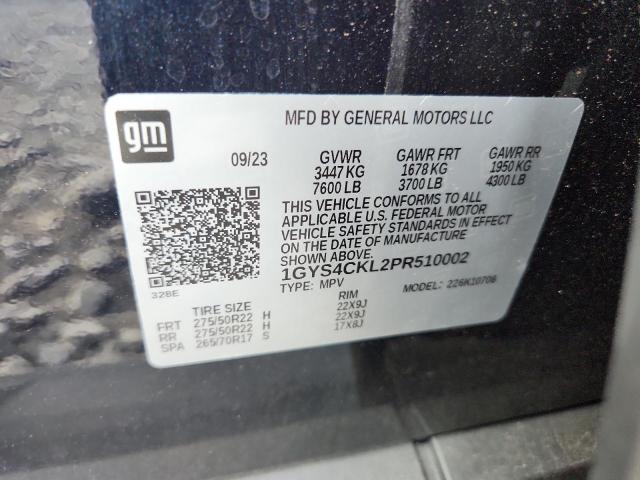 gm
MFD BY GENERAL MOTORS LLC
09/23 GVWR GAWR FRT GAWR RR
3447 KG 1678 KG 1950 KG
7600 LB 3700 LB 4300 LB
THIS VEHICLE CONFORMS TO ALL
APPLICABLE U.S. FEDERAL MOTOR
VEHICLE SAFETY STANDARDS IN EFFECT
ON THE DATE OF MANUFACTURE
SHOWN ABOVE.
1GYS4CKL2PR510002
TYPE: MPV MODEL: 226K10706
328E
TIRE SIZE RIM
FRT 275/50R22 H 22X9J
RR 275/50R22 H 22X9J
SPA 265/70R17 S 17X8J